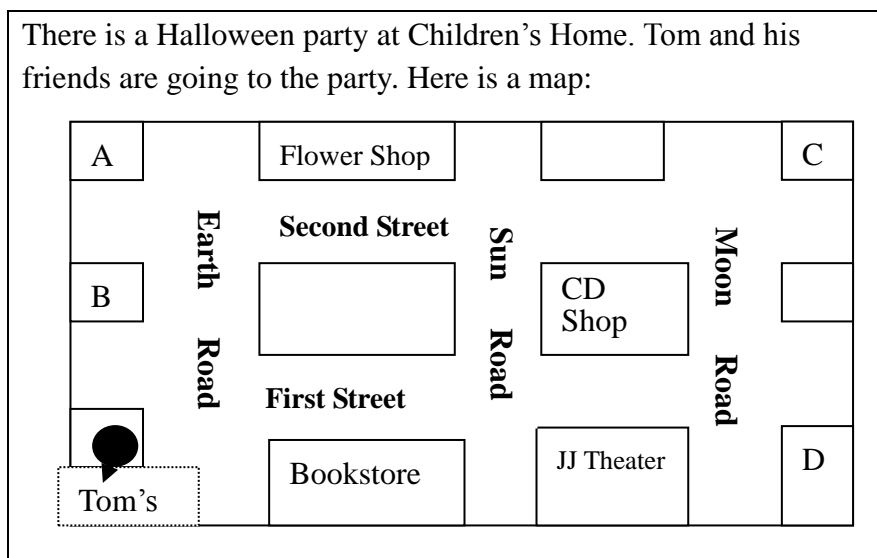 There is a Halloween party at Children's Home. Tom and his
friends are going to the party. Here is a map:
A
Flower Shop
C
Earth Road
Second Street
Sun Road
Moon Road
B
CD
Shop
First Street
Bookstore
JJ Theater
D
Tom's